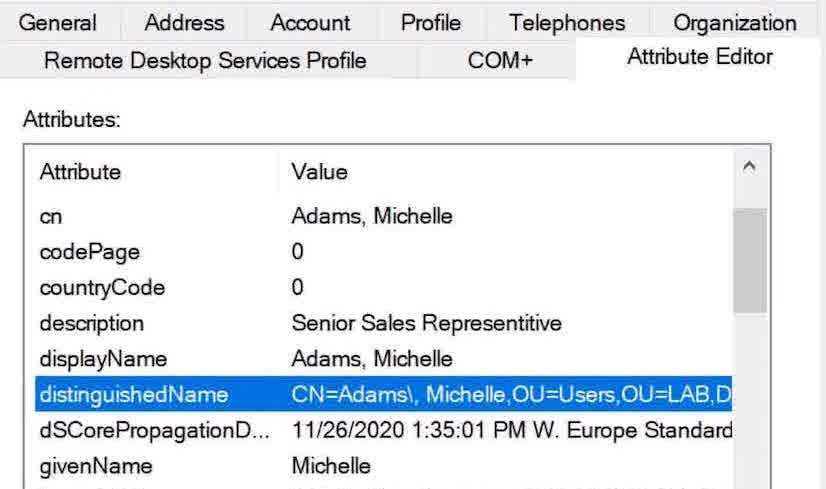 General Address Account Profile Telephones Organization
Remote Desktop Services Profile COM+ Attribute Editor
Attributes:
Attribute Value
cn Adams, Michelle
codePage 0
countryCode 0
description Senior Sales Representitive
displayName Adams, Michelle
distinguishedName CN=Adams\, Michelle,OU=Users,OU=LAB,D
dSCorePropagationD... 11/26/2020 1:35:01 PM W. Europe Standard
givenName Michelle